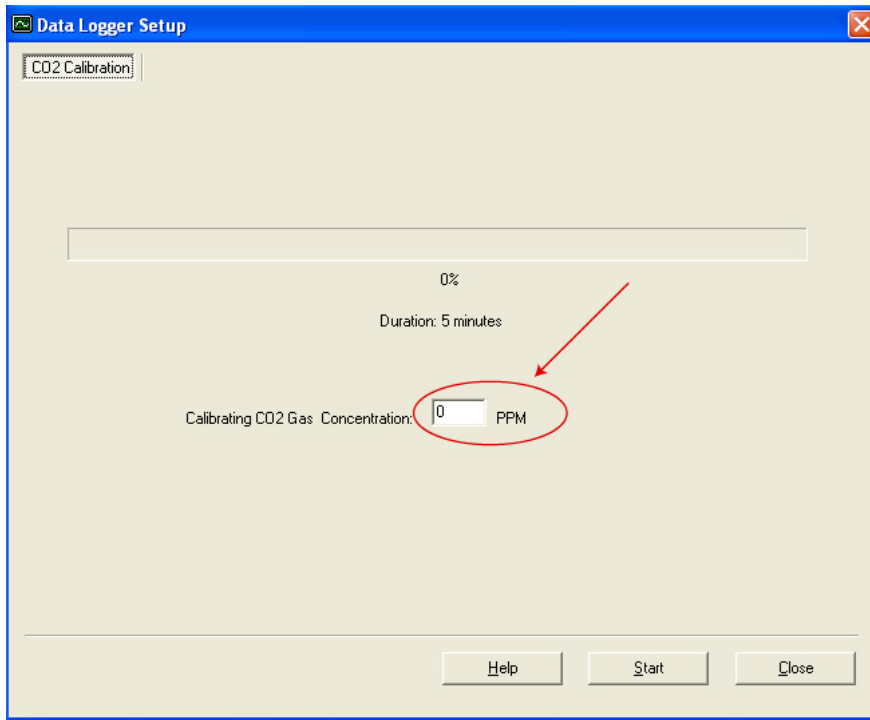 Data Logger Setup
CO2 Calibration
0%
Duration: 5 minutes
Calibrating CO2 Gas Concentration: 0 PPM
Help Start Close